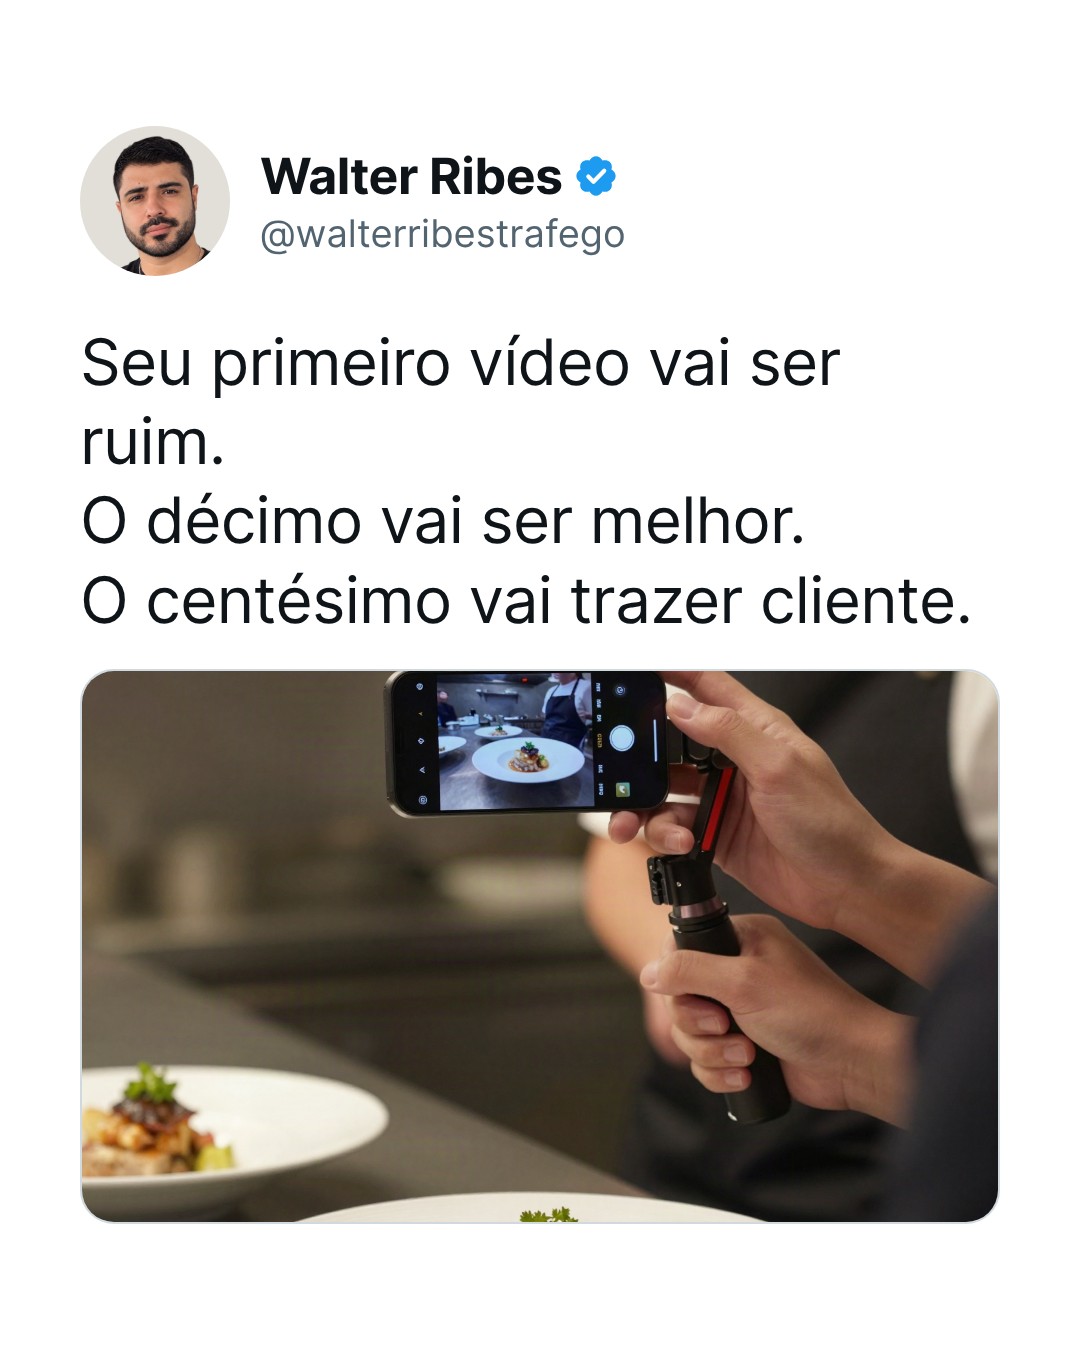 Walter Ribes
@walterribestrafego
Seu primeiro vídeo vai ser
ruim.
O décimo vai ser melhor.
O centésimo vai trazer cliente.